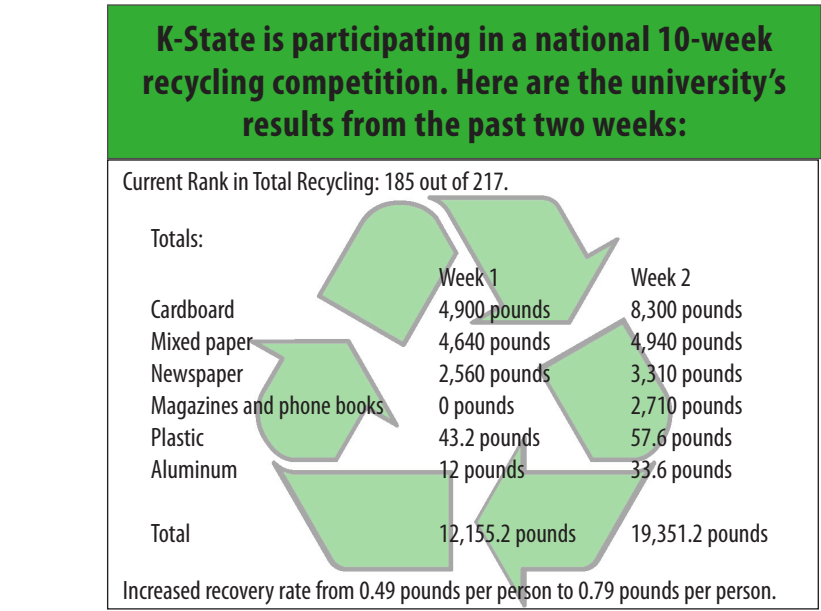 K-State is participating in a national 10-week
recycling competition. Here are the university's
results from the past two weeks:
Current Rank in Total Recycling: 185 out of 217.
Totals:
Week 1 Week 2
Cardboard 4,900 pounds 8,300 pounds
Mixed paper 4,640 pounds 4,940 pounds
Newspaper 2,560 pounds 3,310 pounds
Magazines and phone books 0 pounds 2,710 pounds
Plastic 43.2 pounds 57.6 pounds
Aluminum 12 pounds 33.6 pounds
Total 12,155.2 pounds 19,351.2 pounds
Increased recovery rate from 0.49 pounds per person to 0.79 pounds per person.